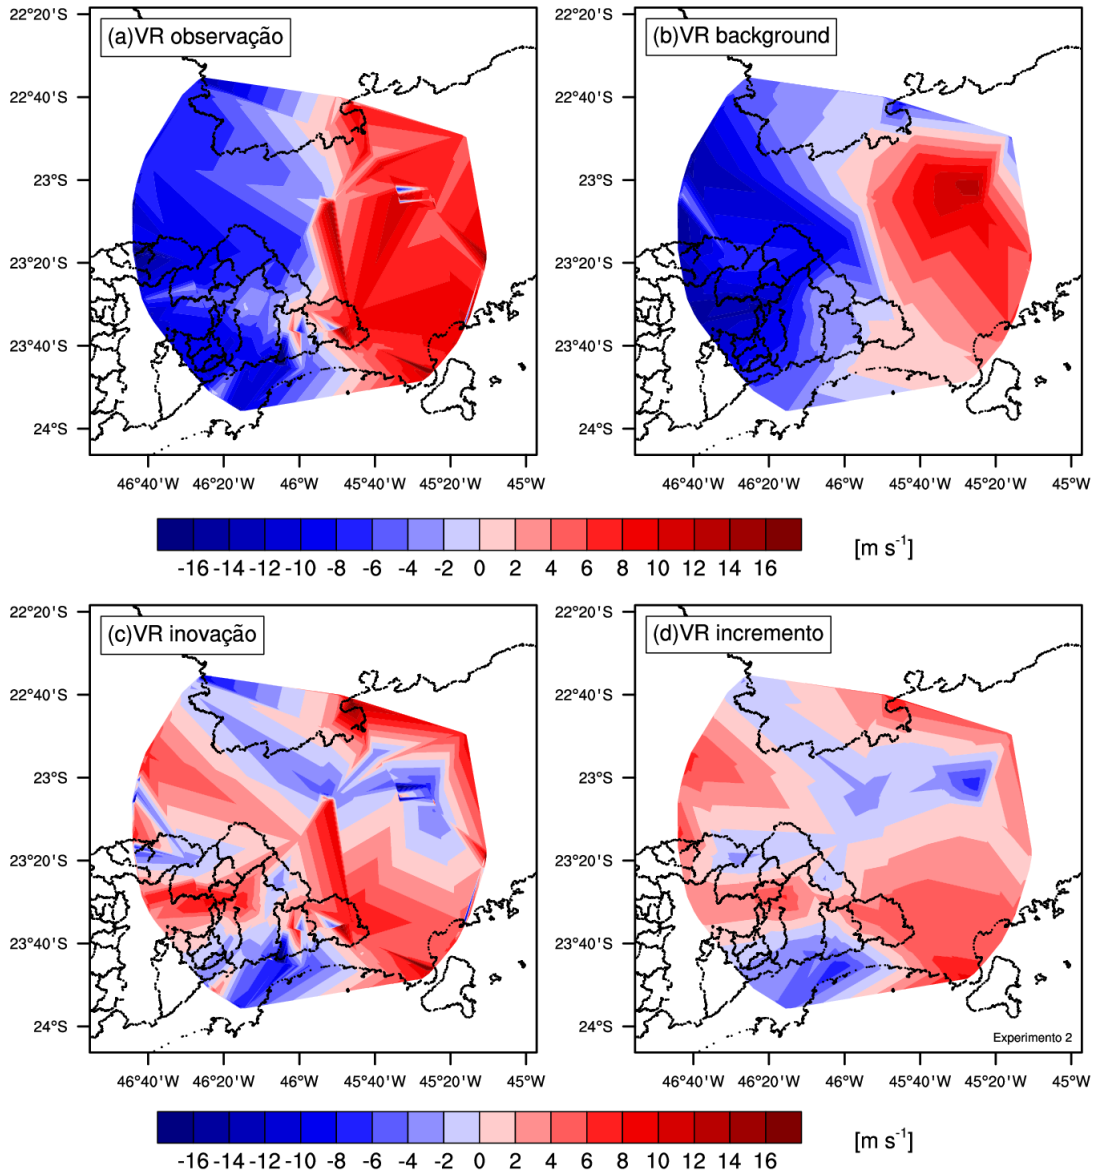 (a)VR observação
(b)VR background
22°20'S
22°40'S
23°S
23°20'S
23°40'S
24°S
22°20'S
22°40'S
23°S
23°20'S
23°40'S
24°S
46°40'W 46°20'W 46°W 45°40'W 45°20'W 45°W
46°40'W 46°20'W 46°W 45°40'W 45°20'W 45°W
-16 -14 -12 -10 -8 -6 -4 -2 0 2 4 6 8 10 12 14 16
[m s⁻¹]
(c)VR inovação
(d)VR incremento
22°20'S
22°40'S
23°S
23°20'S
23°40'S
24°S
22°20'S
22°40'S
23°S
23°20'S
23°40'S
24°S
Experimento 2
46°40'W 46°20'W 46°W 45°40'W 45°20'W 45°W
46°40'W 46°20'W 46°W 45°40'W 45°20'W 45°W
-16 -14 -12 -10 -8 -6 -4 -2 0 2 4 6 8 10 12 14 16
[m s⁻¹]